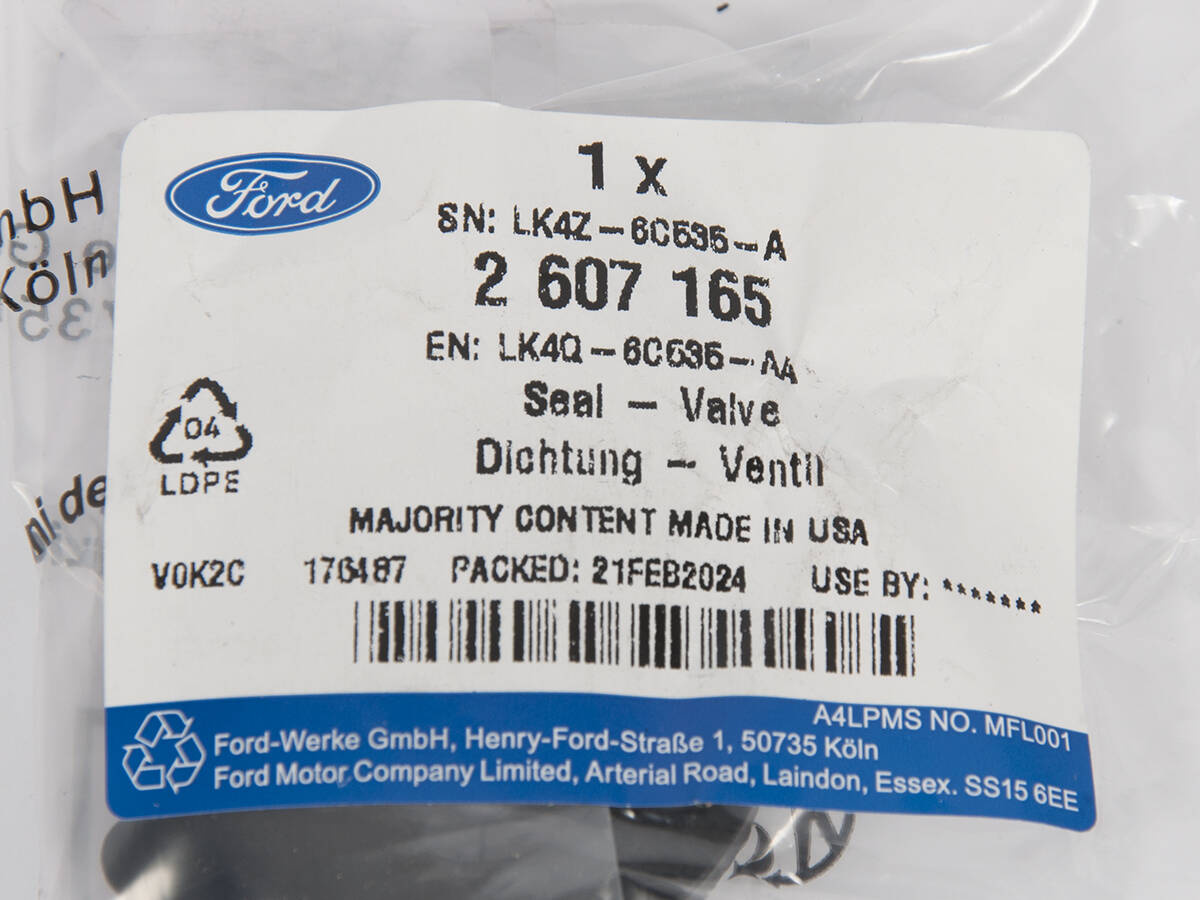 Ford
1 x
SN: LK4Z-6C535-A
2 607 165
EN: LK4Q-6C535-AA
Seal - Valve
Dichtung - Ventil
04
LDPE
MAJORITY CONTENT MADE IN USA
V0K2C 176487 PACKED: 21FEB2024 USE BY: *******
A4LPMS NO. MFL001
Ford-Werke GmbH, Henry-Ford-Straße 1, 50735 Köln
Ford Motor Company Limited, Arterial Road, Laindon, Essex. SS15 6EE
mbH
Köln